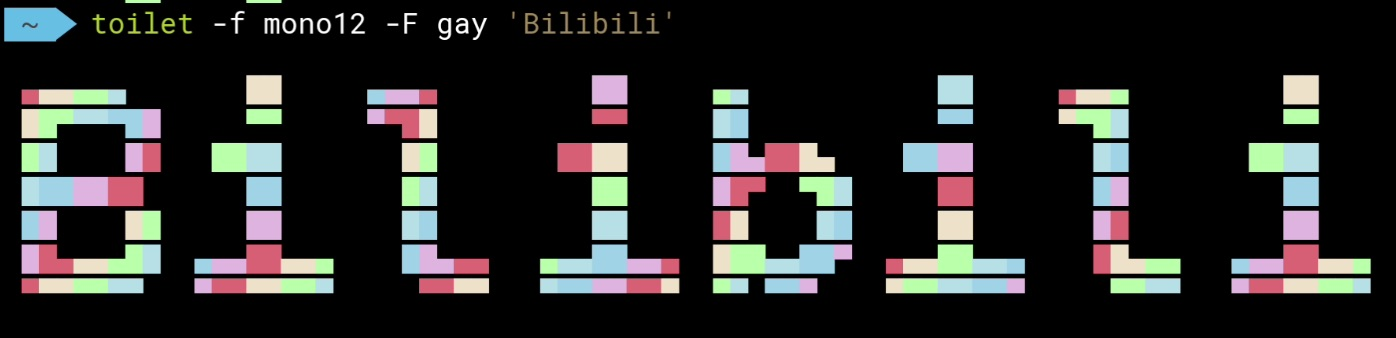 ~ toilet -f mono12 -F gay 'Bilibili'
Bilibili